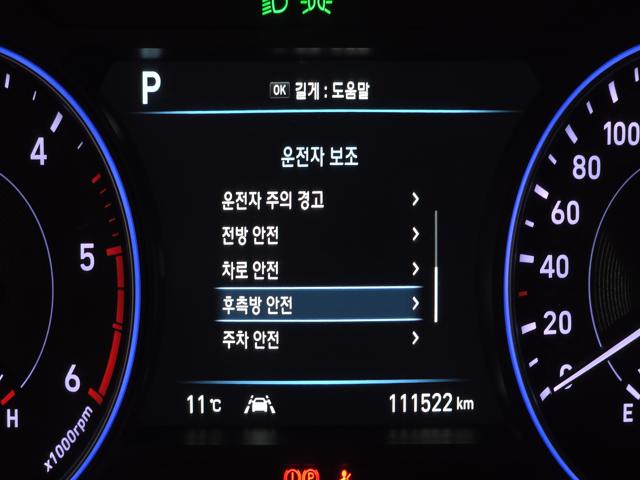 P
OK 길게 : 도움말
운전자 보조
운전자 주의 경고
전방 안전
차로 안전
후측방 안전
주차 안전
11℃
111522 km
4
5
6
x1000rpm
H
100
80
60
40
20
0
E